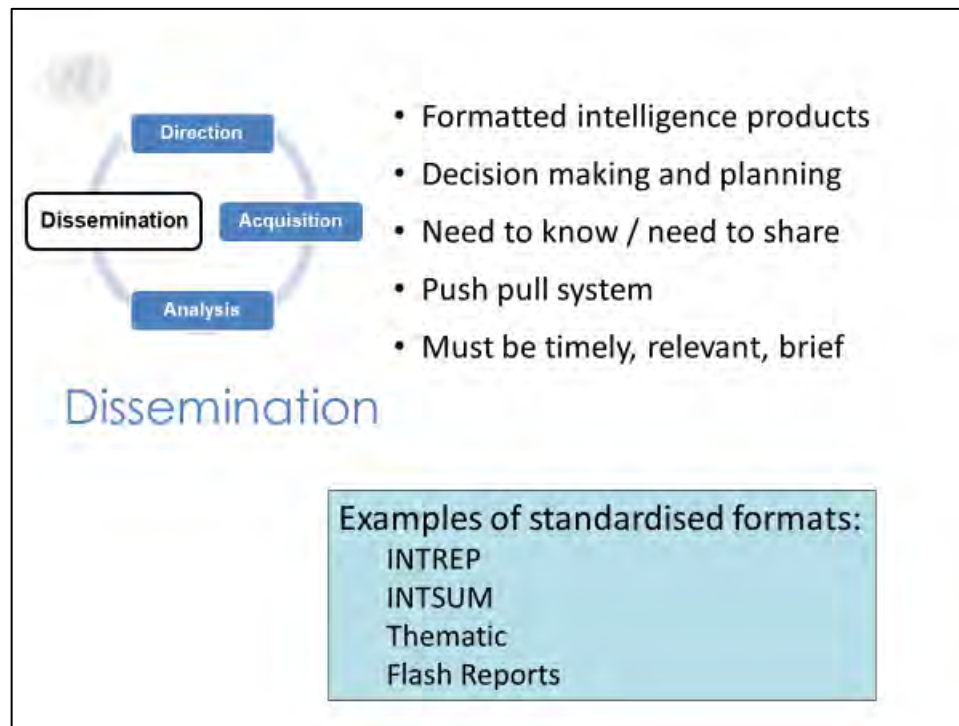 Direction
Dissemination
Acquisition
Analysis
• Formatted intelligence products
• Decision making and planning
• Need to know / need to share
• Push pull system
• Must be timely, relevant, brief
Dissemination
Examples of standardised formats:
INTREP
INTSUM
Thematic
Flash Reports